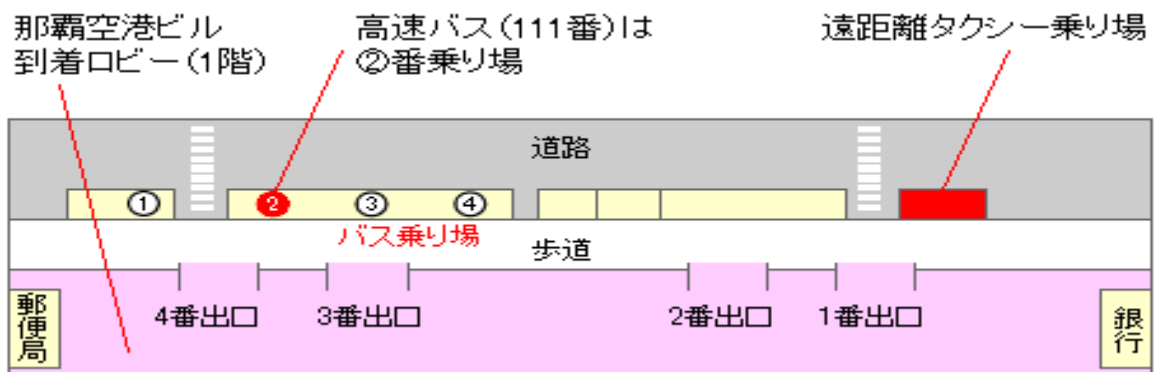 那覇空港ビル
到着ロビー(1階)
高速バス(111番)は
②番乗り場
遠距離タクシー乗り場
道路
① ② ③ ④
バス乗り場
歩道
4番出口 3番出口 2番出口 1番出口
郵便局
銀行